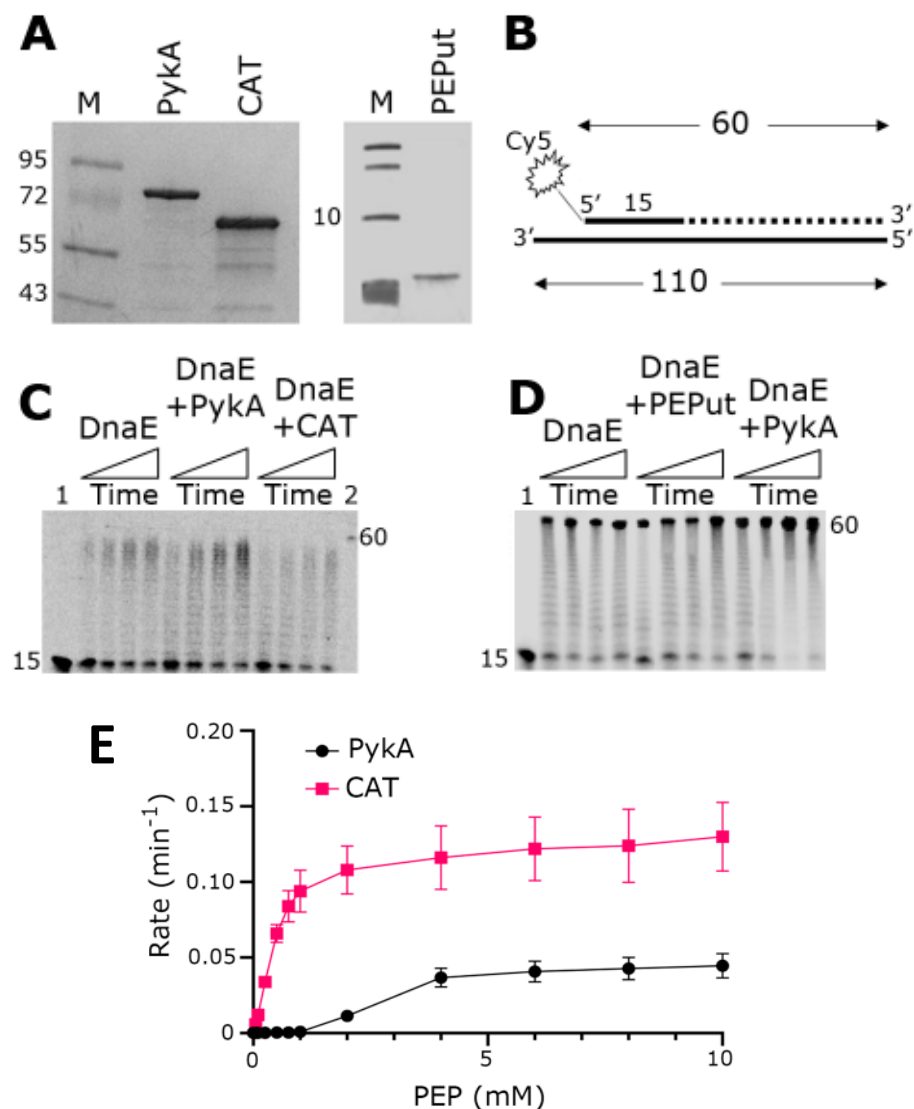 A
M
PykA
CAT
95
72
55
43
M
PEPut
10
B
60
Cy5
5′ 15 3′
3′ 5′
110
C
DnaE
DnaE +PykA
DnaE +CAT
1 Time Time Time 2
60
15
D
DnaE
DnaE +PEPut
DnaE +PykA
1 Time Time Time
60
15
E
PykA
CAT
Rate (min⁻¹)
0.20
0.15
0.10
0.05
0
0 5 10
PEP (mM)